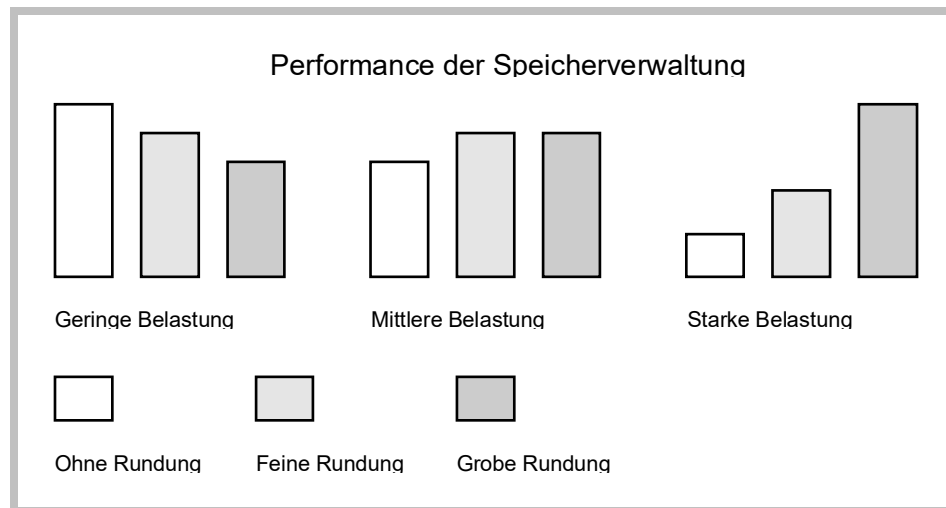 Performance der Speicherverwaltung
Geringe Belastung
Mittlere Belastung
Starke Belastung
Ohne Rundung
Feine Rundung
Grobe Rundung